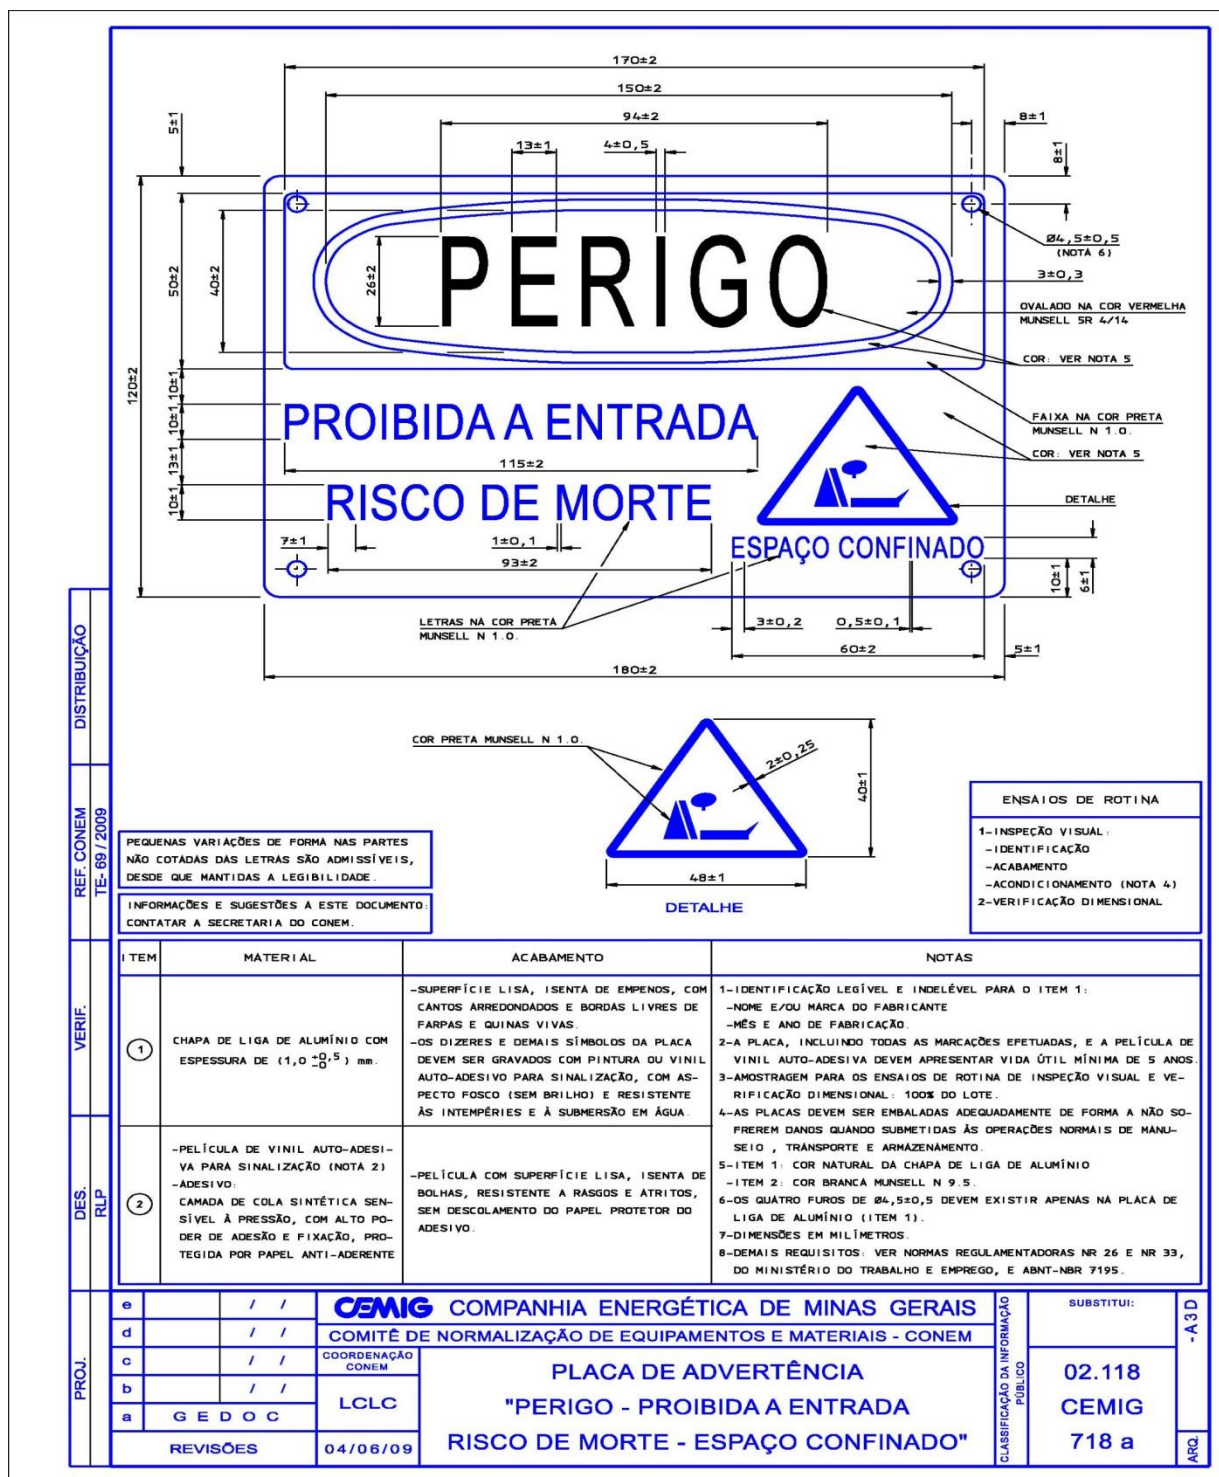 170±2
150±2
94±2
13±1
4±0,5
5±1
8±1
8±1
Ø4,5±0,5
(NOTA 6)
3±0,3
120±2
50±2
40±2
26±2
PERIGO
OVALADO NA COR VERMELHA
MUNSELL 5R 4/14
COR: VER NOTA 5
10±1
10±1
13±1
10±1
PROIBIDA A ENTRADA
115±2
FAIXA NA COR PRETA
MUNSELL N 1.0.
COR: VER NOTA 5
RISCO DE MORTE
DETALHE
7±1
1±0,1
93±2
ESPAÇO CONFINADO
10±1
6±1
LETRAS NA COR PRETA
MUNSELL N 1.0.
3±0,2
0,5±0,1
60±2
5±1
180±2
COR PRETA MUNSELL N 1.0.
2±0,25
40±1
48±1
DETALHE
PEQUENAS VARIAÇÕES DE FORMA NAS PARTES
NÃO COTADAS DAS LETRAS SÃO ADMISSÍVEIS,
DESDE QUE MANTIDAS A LEGIBILIDADE.
INFORMAÇÕES E SUGESTÕES A ESTE DOCUMENTO:
CONTATAR A SECRETARIA DO CONEM.
ENSAIOS DE ROTINA
1-INSPEÇÃO VISUAL:
-IDENTIFICAÇÃO
-ACABAMENTO
-ACONDICIONAMENTO (NOTA 4)
2-VERIFICAÇÃO DIMENSIONAL
DISTRIBUIÇÃO
REF. CONEM
TE- 69 / 2009
VERIF.
DES.
RLP
PROJ.
ITEM
MATERIAL
ACABAMENTO
NOTAS
1
CHAPA DE LIGA DE ALUMÍNIO COM
ESPESSURA DE (1,0 +0,5 -0) mm.
-SUPERFÍCIE LISA, ISENTA DE EMPENOS, COM
CANTOS ARREDONDADOS E BORDAS LIVRES DE
FARPAS E QUINAS VIVAS.
-OS DIZERES E DEMAIS SÍMBOLOS DA PLACA
DEVEM SER GRAVADOS COM PINTURA OU VINIL
AUTO-ADESIVO PARA SINALIZAÇÃO, COM AS-
PECTO FOSCO (SEM BRILHO) E RESISTENTE
ÀS INTEMPÉRIES E À SUBMERSÃO EM ÁGUA.
2
-PELÍCULA DE VINIL AUTO-ADESI-
VA PARA SINALIZAÇÃO (NOTA 2)
-ADESIVO:
CAMADA DE COLA SINTÉTICA SEN-
SÍVEL À PRESSÃO, COM ALTO PO-
DER DE ADESÃO E FIXAÇÃO, PRO-
TEGIDA POR PAPEL ANTI-ADERENTE
-PELÍCULA COM SUPERFÍCIE LISA, ISENTA DE
BOLHAS, RESISTENTE A RASGOS E ATRITOS,
SEM DESCOLAMENTO DO PAPEL PROTETOR DO
ADESIVO.
1-IDENTIFICAÇÃO LEGÍVEL E INDELÉVEL PARA O ITEM 1:
-NOME E/OU MARCA DO FABRICANTE
-MÊS E ANO DE FABRICAÇÃO.
2-A PLACA, INCLUINDO TODAS AS MARCAÇÕES EFETUADAS, E A PELÍCULA DE
VINIL AUTO-ADESIVA DEVEM APRESENTAR VIDA ÚTIL MÍNIMA DE 5 ANOS.
3-AMOSTRAGEM PARA OS ENSAIOS DE ROTINA DE INSPEÇÃO VISUAL E VE-
RIFICAÇÃO DIMENSIONAL: 100% DO LOTE.
4-AS PLACAS DEVEM SER EMBALADAS ADEQUADAMENTE DE FORMA A NÃO SO-
FREREM DANOS QUANDO SUBMETIDAS ÀS OPERAÇÕES NORMAIS DE MANU-
SEIO , TRANSPORTE E ARMAZENAMENTO.
5-ITEM 1: COR NATURAL DA CHAPA DE LIGA DE ALUMÍNIO
-ITEM 2: COR BRANCA MUNSELL N 9.5.
6-OS QUATRO FUROS DE Ø4,5±0,5 DEVEM EXISTIR APENAS NA PLACA DE
LIGA DE ALUMÍNIO (ITEM 1).
7-DIMENSÕES EM MILÍMETROS.
8-DEMAIS REQUISITOS: VER NORMAS REGULAMENTADORAS NR 26 E NR 33,
DO MINISTÉRIO DO TRABALHO E EMPREGO, E ABNT-NBR 7195.
e / /
d / /
c / /
b / /
a GEDOC
REVISÕES
CEMIG COMPANHIA ENERGÉTICA DE MINAS GERAIS
COMITÊ DE NORMALIZAÇÃO DE EQUIPAMENTOS E MATERIAIS - CONEM
COORDENAÇÃO
CONEM
LCLC
04/06/09
PLACA DE ADVERTÊNCIA
"PERIGO - PROIBIDA A ENTRADA
RISCO DE MORTE - ESPAÇO CONFINADO"
CLASSIFICAÇÃO DA INFORMAÇÃO
PÚBLICO
SUBSTITUI:
02.118
CEMIG
718 a
-A3D
ARQ.